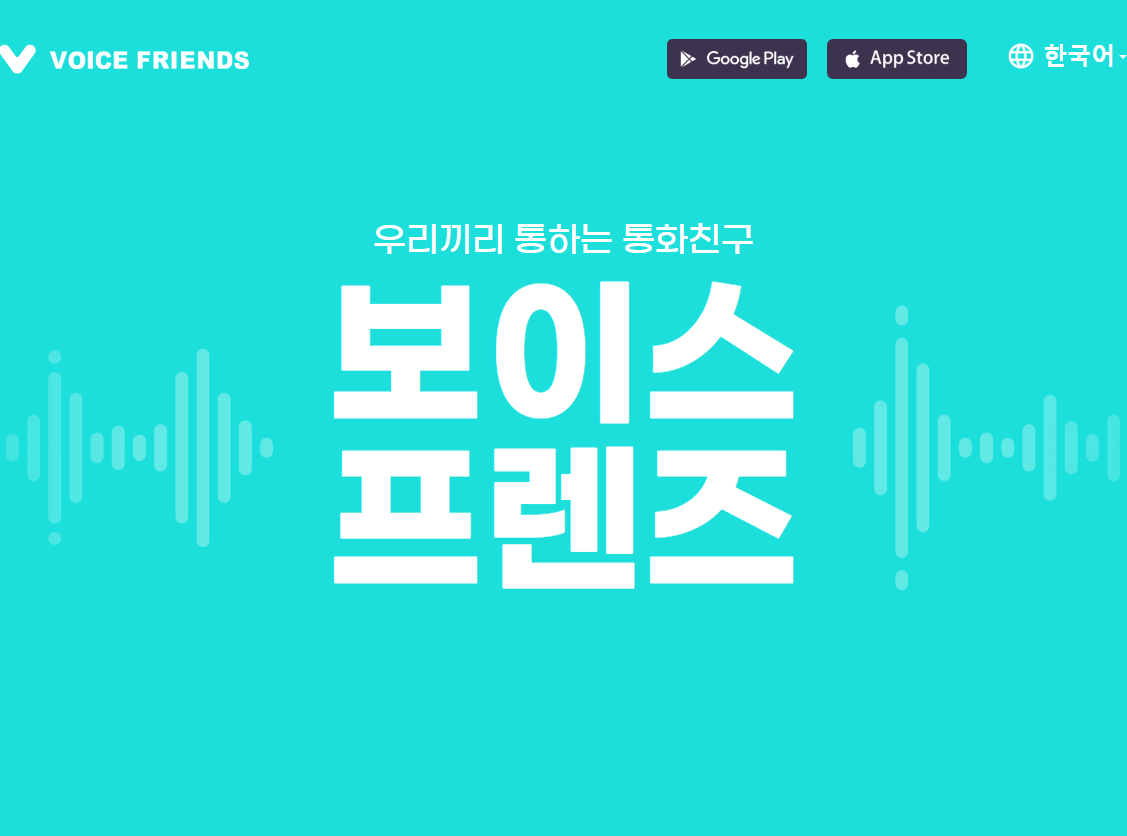 VOICE FRIENDS
Google Play
App Store
한국어
우리끼리 통하는 통화친구
보이스
프렌즈